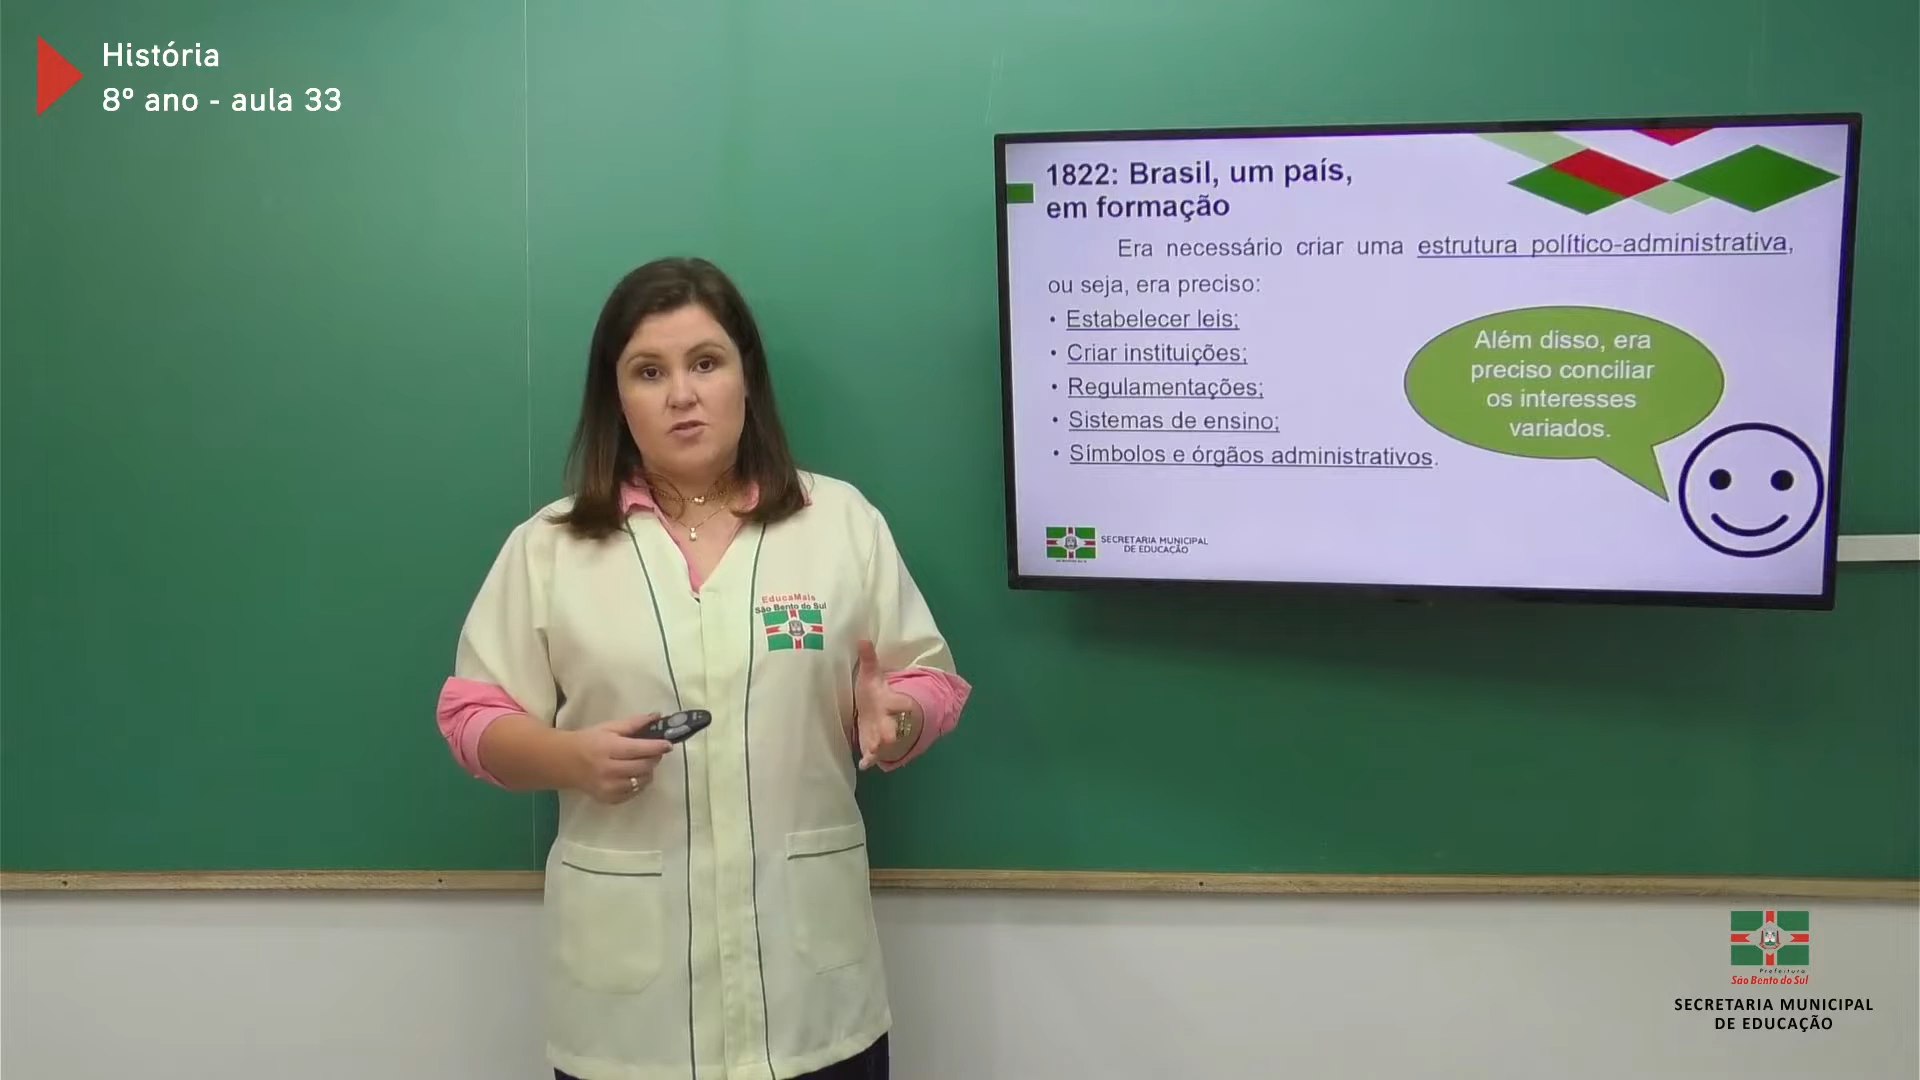 História
8º ano - aula 33
1822: Brasil, um país,
em formação
Era necessário criar uma estrutura político-administrativa,
ou seja, era preciso:
• Estabelecer leis;
• Criar instituições;
• Regulamentações;
• Sistemas de ensino;
• Símbolos e órgãos administrativos.
Além disso, era
preciso conciliar
os interesses
variados.
SECRETARIA MUNICIPAL
DE EDUCAÇÃO
EducaMais
São Bento do Sul
Prefeitura
São Bento do Sul
SECRETARIA MUNICIPAL
DE EDUCAÇÃO